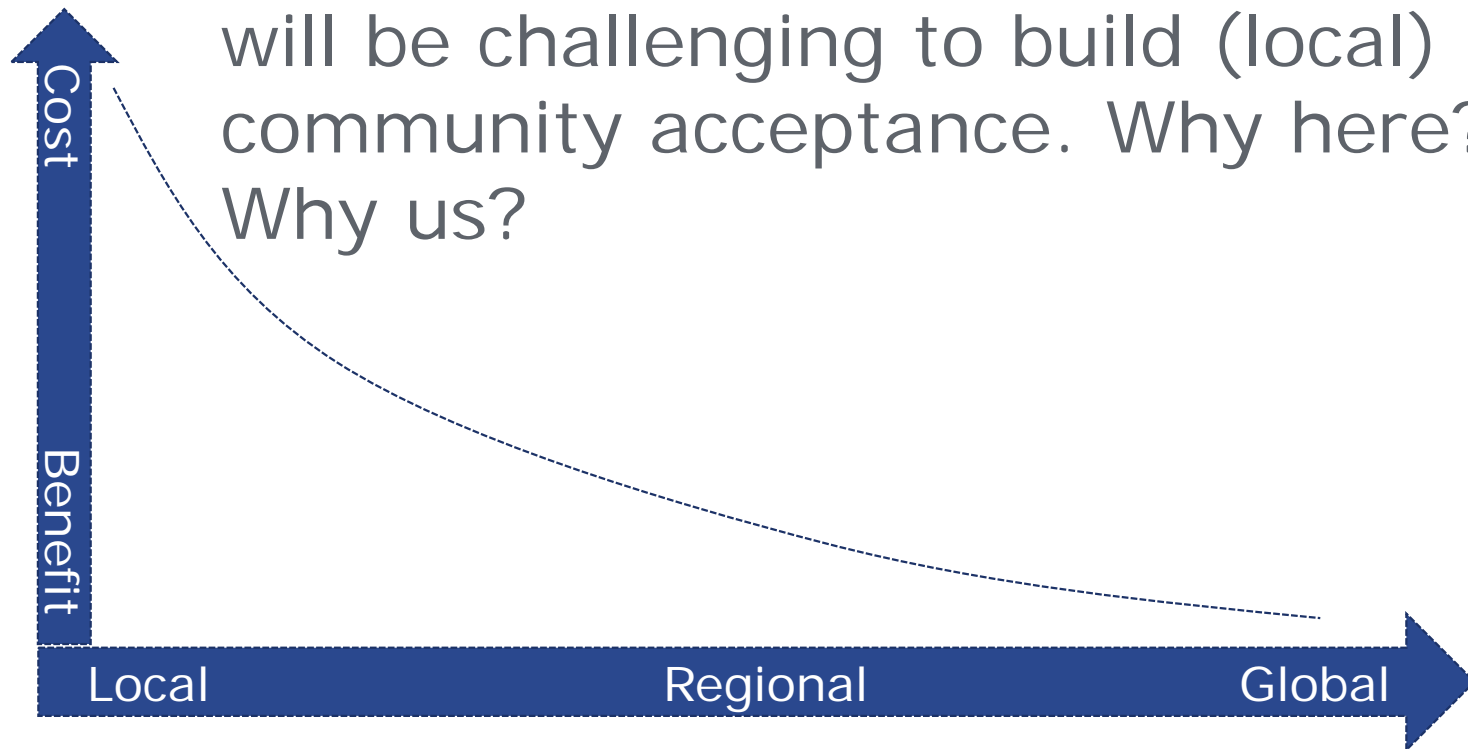 will be challenging to build (local)
community acceptance. Why here?
Why us?
Cost
Benefit
Local
Regional
Global